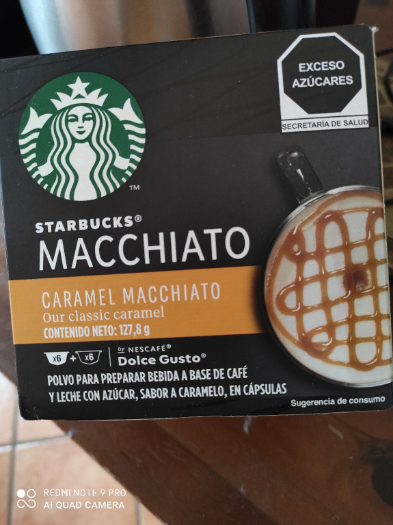 EXCESO
AZÚCARES
SECRETARÍA DE SALUD
TM
STARBUCKS®
MACCHIATO
CARAMEL MACCHIATO
Our classic caramel
CONTENIDO NETO: 127,8 g
x6 + x6
by NESCAFÉ®
Dolce Gusto®
POLVO PARA PREPARAR BEBIDA A BASE DE CAFÉ
Y LECHE CON AZÚCAR, SABOR A CARAMELO, EN CÁPSULAS
Sugerencia de consumo
REDMI NOTE 9 PRO
AI QUAD CAMERA